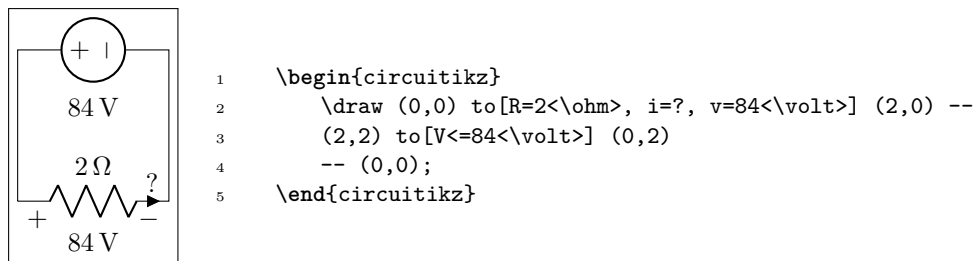 + −
84 V
2 Ω
?
+ −
84 V
1 \begin{circuitikz}
2 \draw (0,0) to[R=2<\ohm>, i=?, v=84<\volt>] (2,0) --
3 (2,2) to[V<=84<\volt>] (0,2)
4 -- (0,0);
5 \end{circuitikz}